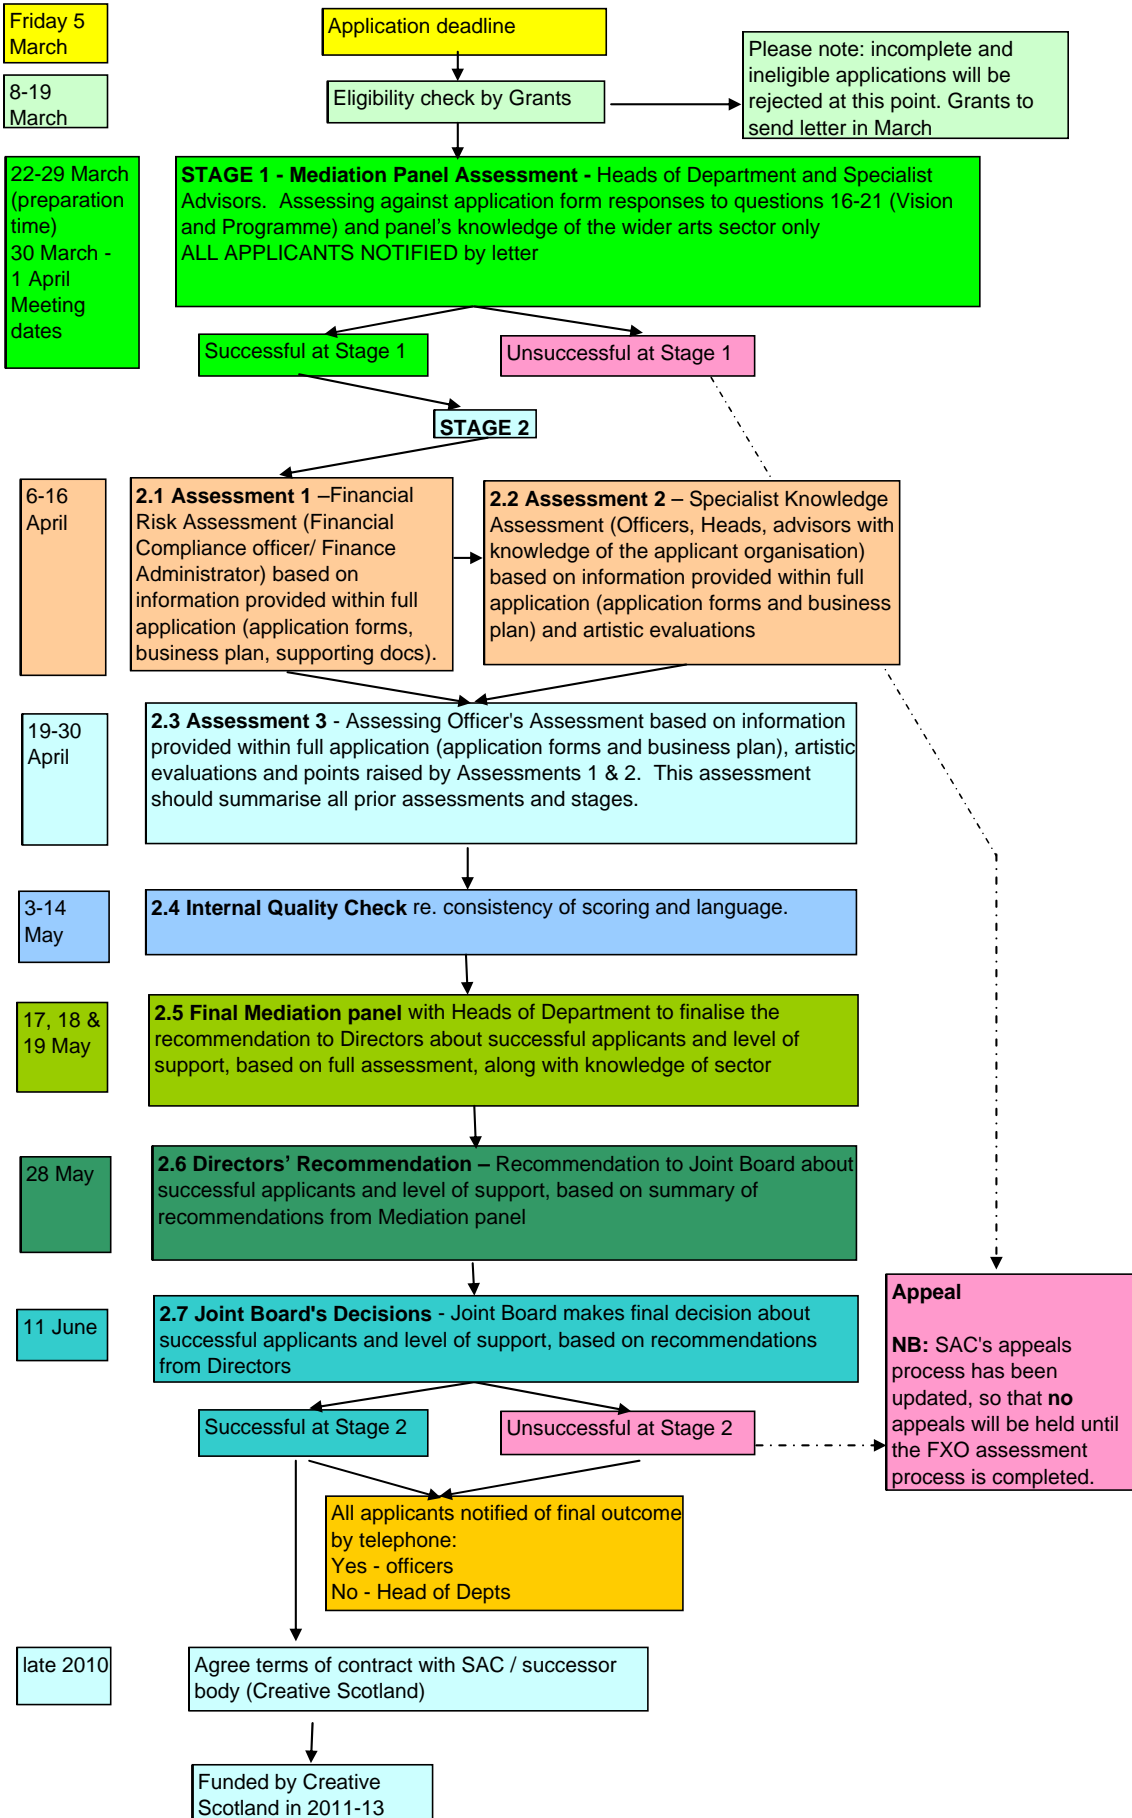 Friday 5
March
Application deadline
Please note: incomplete and
ineligible applications will be
rejected at this point. Grants to
send letter in March
8-19
March
Eligibility check by Grants
22-29 March
(preparation
time)
30 March -
1 April
Meeting
dates
STAGE 1 - Mediation Panel Assessment - Heads of Department and Specialist
Advisors.  Assessing against application form responses to questions 16-21 (Vision
and Programme) and panel's knowledge of the wider arts sector only
ALL APPLICANTS NOTIFIED by letter
Successful at Stage 1
Unsuccessful at Stage 1
STAGE 2
6-16
April
2.1 Assessment 1 –Financial
Risk Assessment (Financial
Compliance officer/ Finance
Administrator) based on
information provided within full
application (application forms,
business plan, supporting docs).
2.2 Assessment 2 – Specialist Knowledge
Assessment (Officers, Heads, advisors with
knowledge of the applicant organisation)
based on information provided within full
application (application forms and business
plan) and artistic evaluations
19-30
April
2.3 Assessment 3 - Assessing Officer's Assessment based on information
provided within full application (application forms and business plan), artistic
evaluations and points raised by Assessments 1 & 2.  This assessment
should summarise all prior assessments and stages.
3-14
May
2.4 Internal Quality Check re. consistency of scoring and language.
17, 18 &
19 May
2.5 Final Mediation panel with Heads of Department to finalise the
recommendation to Directors about successful applicants and level of
support, based on full assessment, along with knowledge of sector
28 May
2.6 Directors' Recommendation – Recommendation to Joint Board about
successful applicants and level of support, based on summary of
recommendations from Mediation panel
11 June
2.7 Joint Board's Decisions - Joint Board makes final decision about
successful applicants and level of support, based on recommendations
from Directors
Appeal
NB: SAC's appeals
process has been
updated, so that no
appeals will be held until
the FXO assessment
process is completed.
Successful at Stage 2
Unsuccessful at Stage 2
All applicants notified of final outcome
by telephone:
Yes - officers
No - Head of Depts
late 2010
Agree terms of contract with SAC / successor
body (Creative Scotland)
Funded by Creative
Scotland in 2011-13